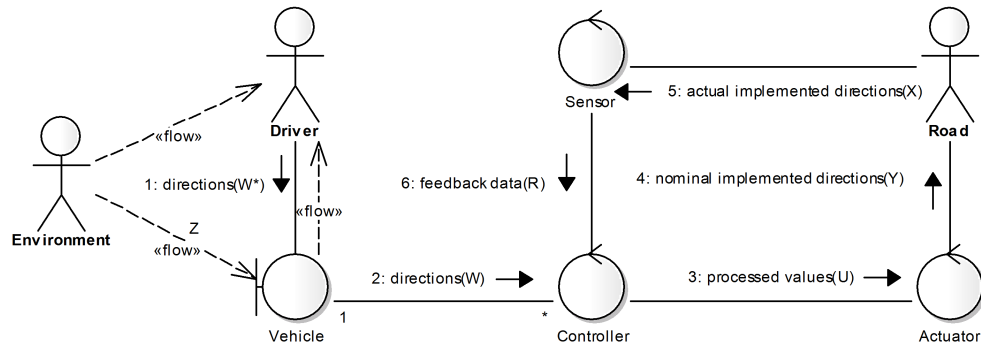 Sensor
5: actual implemented directions(X)
«flow»
Driver
Road
1: directions(W*)
6: feedback data(R)
4: nominal implemented directions(Y)
«flow»
Environment
Z
«flow»
2: directions(W)
3: processed values(U)
1
*
Vehicle
Controller
Actuator